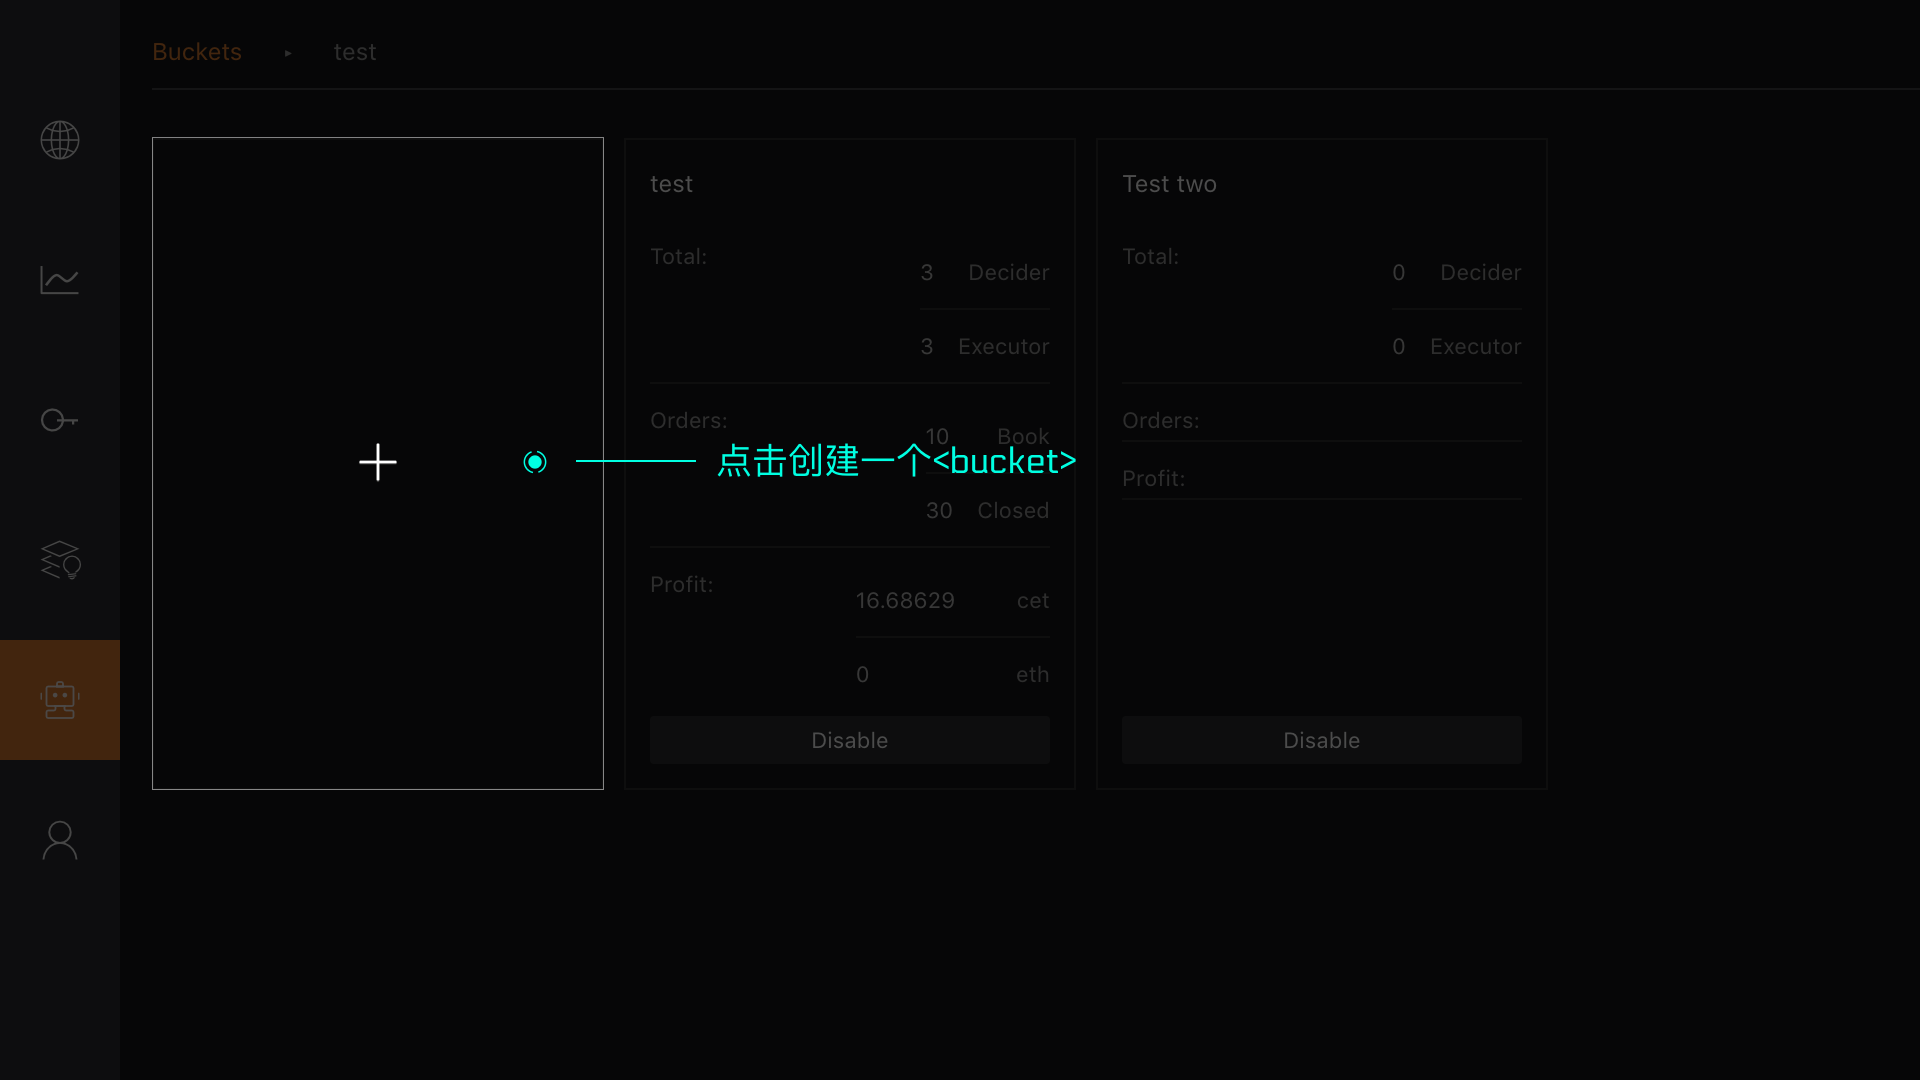 Buckets ▸ test
test
Total:
3 Decider
3 Executor
Orders:
10 Book
30 Closed
Profit:
16.68629 cet
0 eth
Disable
Test two
Total:
0 Decider
0 Executor
Orders:
Profit:
Disable
点击创建一个<bucket>